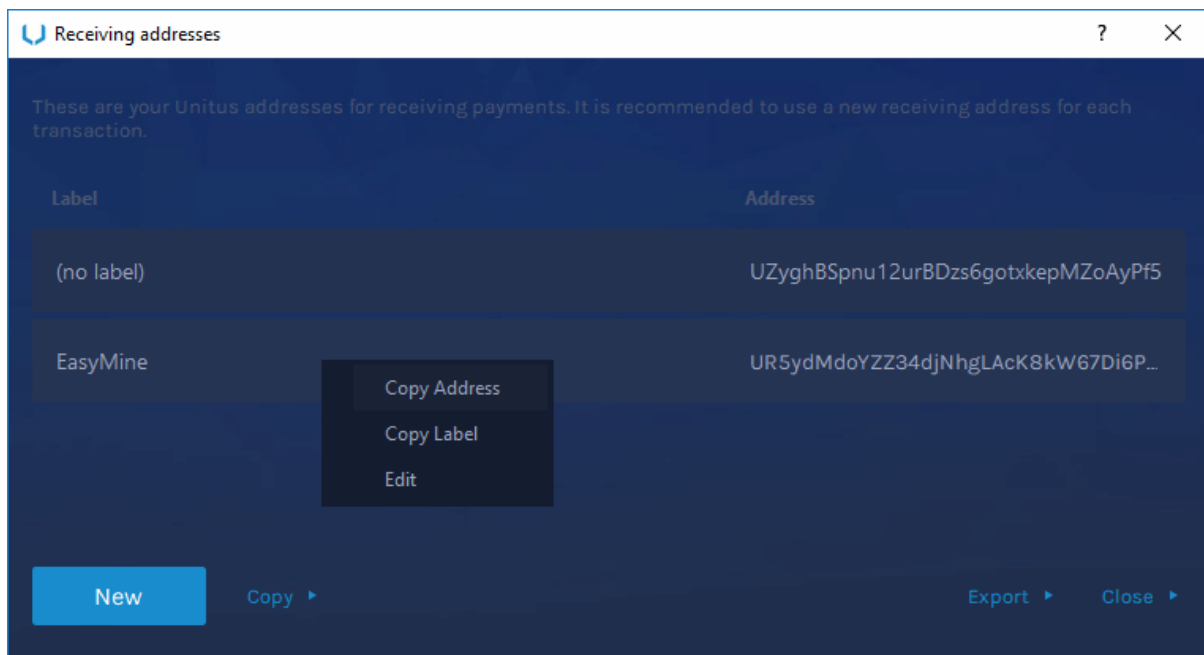 Receiving addresses
?
These are your Unitus addresses for receiving payments. It is recommended to use a new receiving address for each
transaction.
Label Address
(no label) UZyghBSpnu12urBDzs6gotxkepMZoAyPf5
EasyMine UR5ydMdoYZZ34djNhgLAcK8kW67Di6P...
Copy Address
Copy Label
Edit
New Copy Export Close